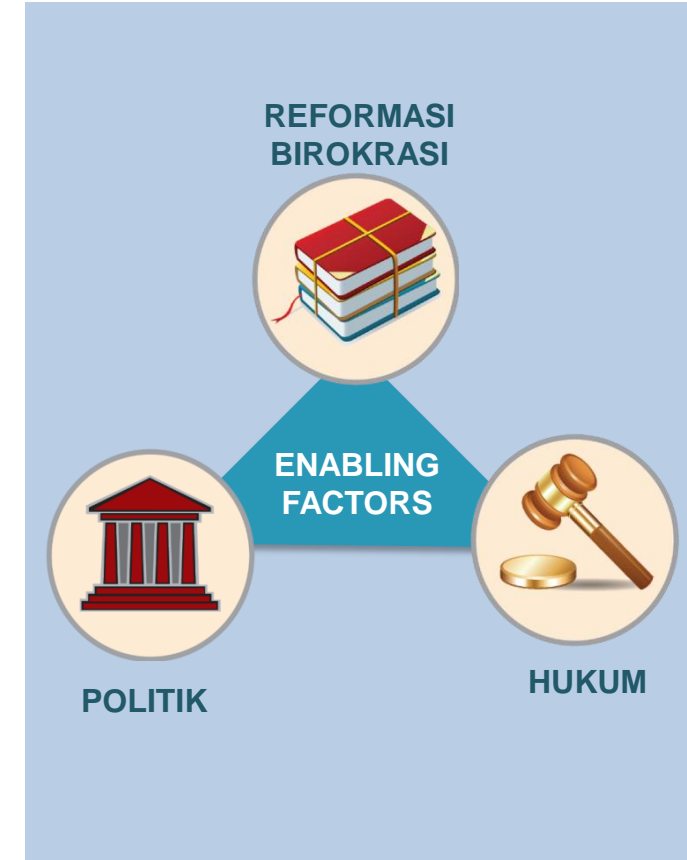 REFORMASI
BIROKRASI
ENABLING
FACTORS
POLITIK
HUKUM